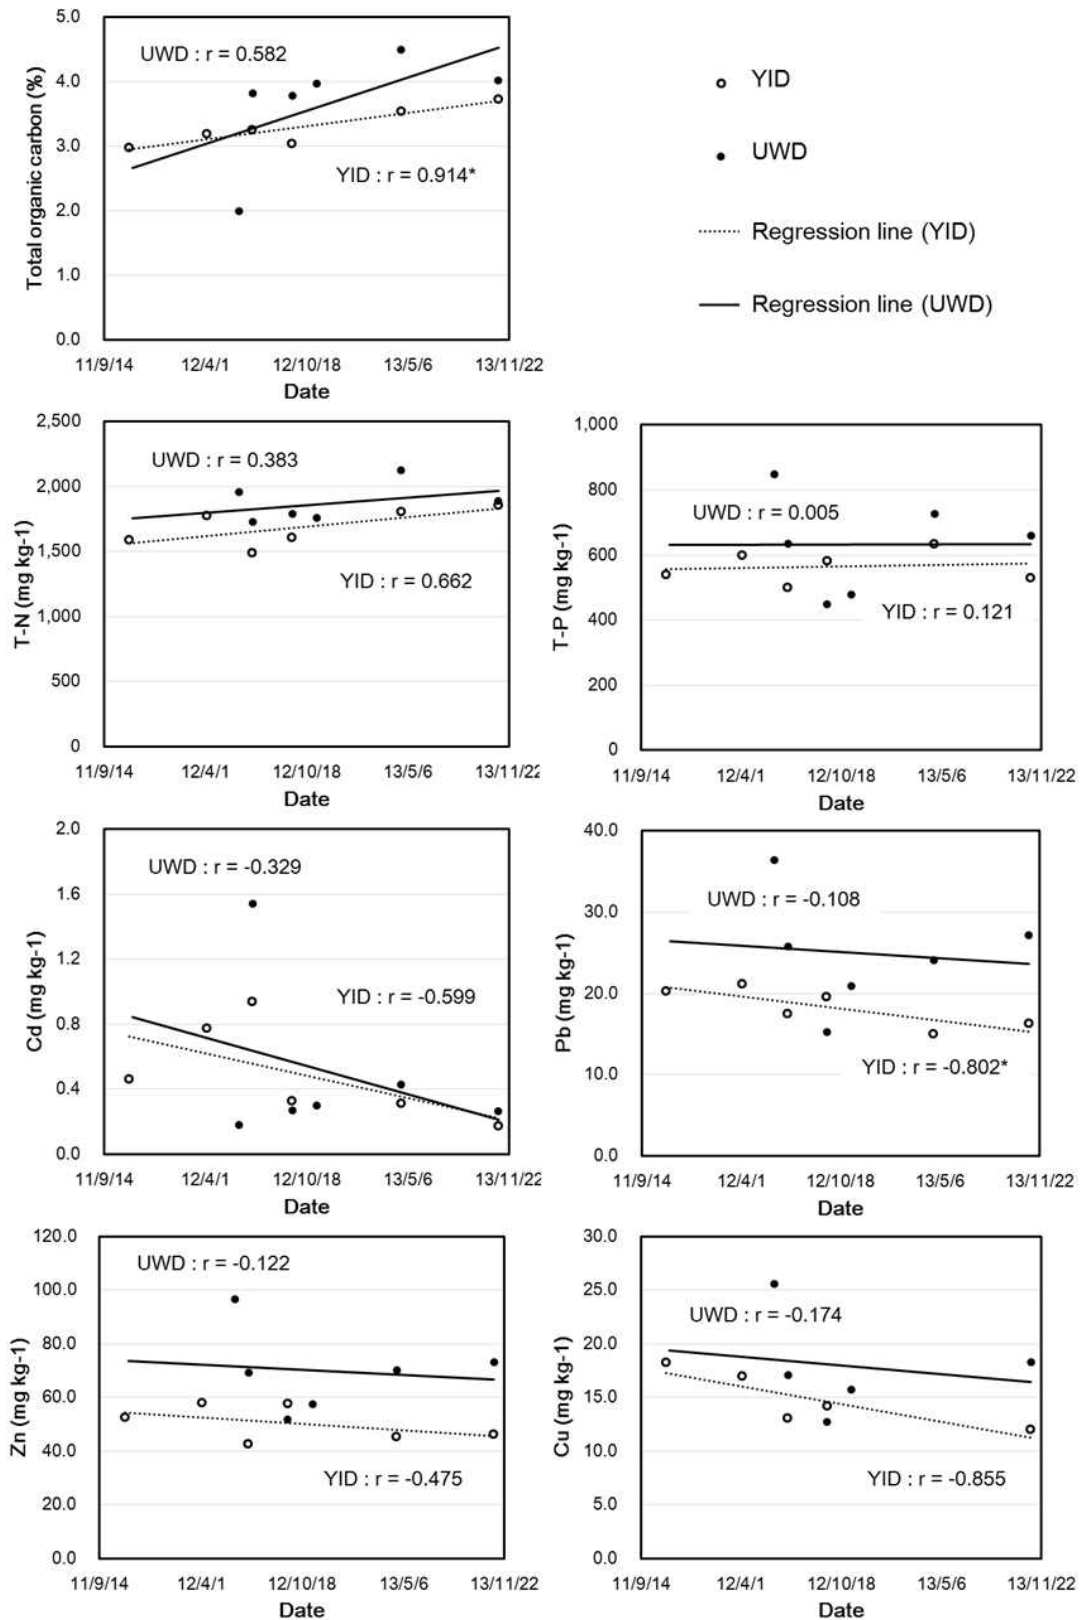 5.0
4.0
3.0
2.0
1.0
0.0
Total organic carbon (%)
UWD : r = 0.582
YID : r = 0.914*
11/9/14 12/4/1 12/10/18 13/5/6 13/11/22
Date
YID
UWD
Regression line (YID)
Regression line (UWD)
2,500
2,000
1,500
1,000
500
0
T-N (mg kg-1)
UWD : r = 0.383
YID : r = 0.662
11/9/14 12/4/1 12/10/18 13/5/6 13/11/22
Date
1,000
800
600
400
200
0
T-P (mg kg-1)
UWD : r = 0.005
YID : r = 0.121
11/9/14 12/4/1 12/10/18 13/5/6 13/11/22
Date
2.0
1.6
1.2
0.8
0.4
0.0
Cd (mg kg-1)
UWD : r = -0.329
YID : r = -0.599
11/9/14 12/4/1 12/10/18 13/5/6 13/11/22
Date
40.0
30.0
20.0
10.0
0.0
Pb (mg kg-1)
UWD : r = -0.108
YID : r = -0.802*
11/9/14 12/4/1 12/10/18 13/5/6 13/11/22
Date
120.0
100.0
80.0
60.0
40.0
20.0
0.0
Zn (mg kg-1)
UWD : r = -0.122
YID : r = -0.475
11/9/14 12/4/1 12/10/18 13/5/6 13/11/22
Date
30.0
25.0
20.0
15.0
10.0
5.0
0.0
Cu (mg kg-1)
UWD : r = -0.174
YID : r = -0.855
11/9/14 12/4/1 12/10/18 13/5/6 13/11/22
Date